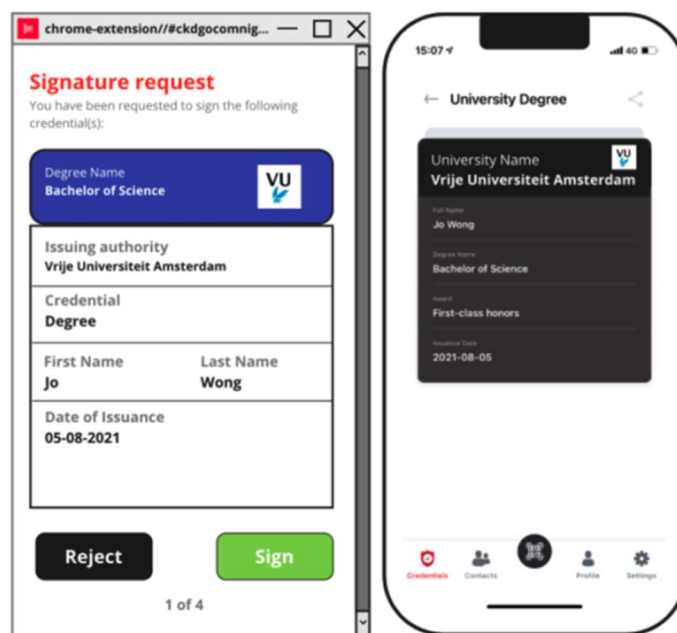 chrome-extension//#ckdgocomnig...
Signature request
You have been requested to sign the following
credential(s):
Degree Name
Bachelor of Science
VU
Issuing authority
Vrije Universiteit Amsterdam
Credential
Degree
First Name Last Name
Jo Wong
Date of Issuance
05-08-2021
Reject Sign
1 of 4
15:07 4G
University Degree
University Name
VU
Vrije Universiteit Amsterdam
Full Name
Jo Wong
Degree Name
Bachelor of Science
Award
First-class honors
Issuance Date
2021-08-05
Credentials Contacts Profile Settings